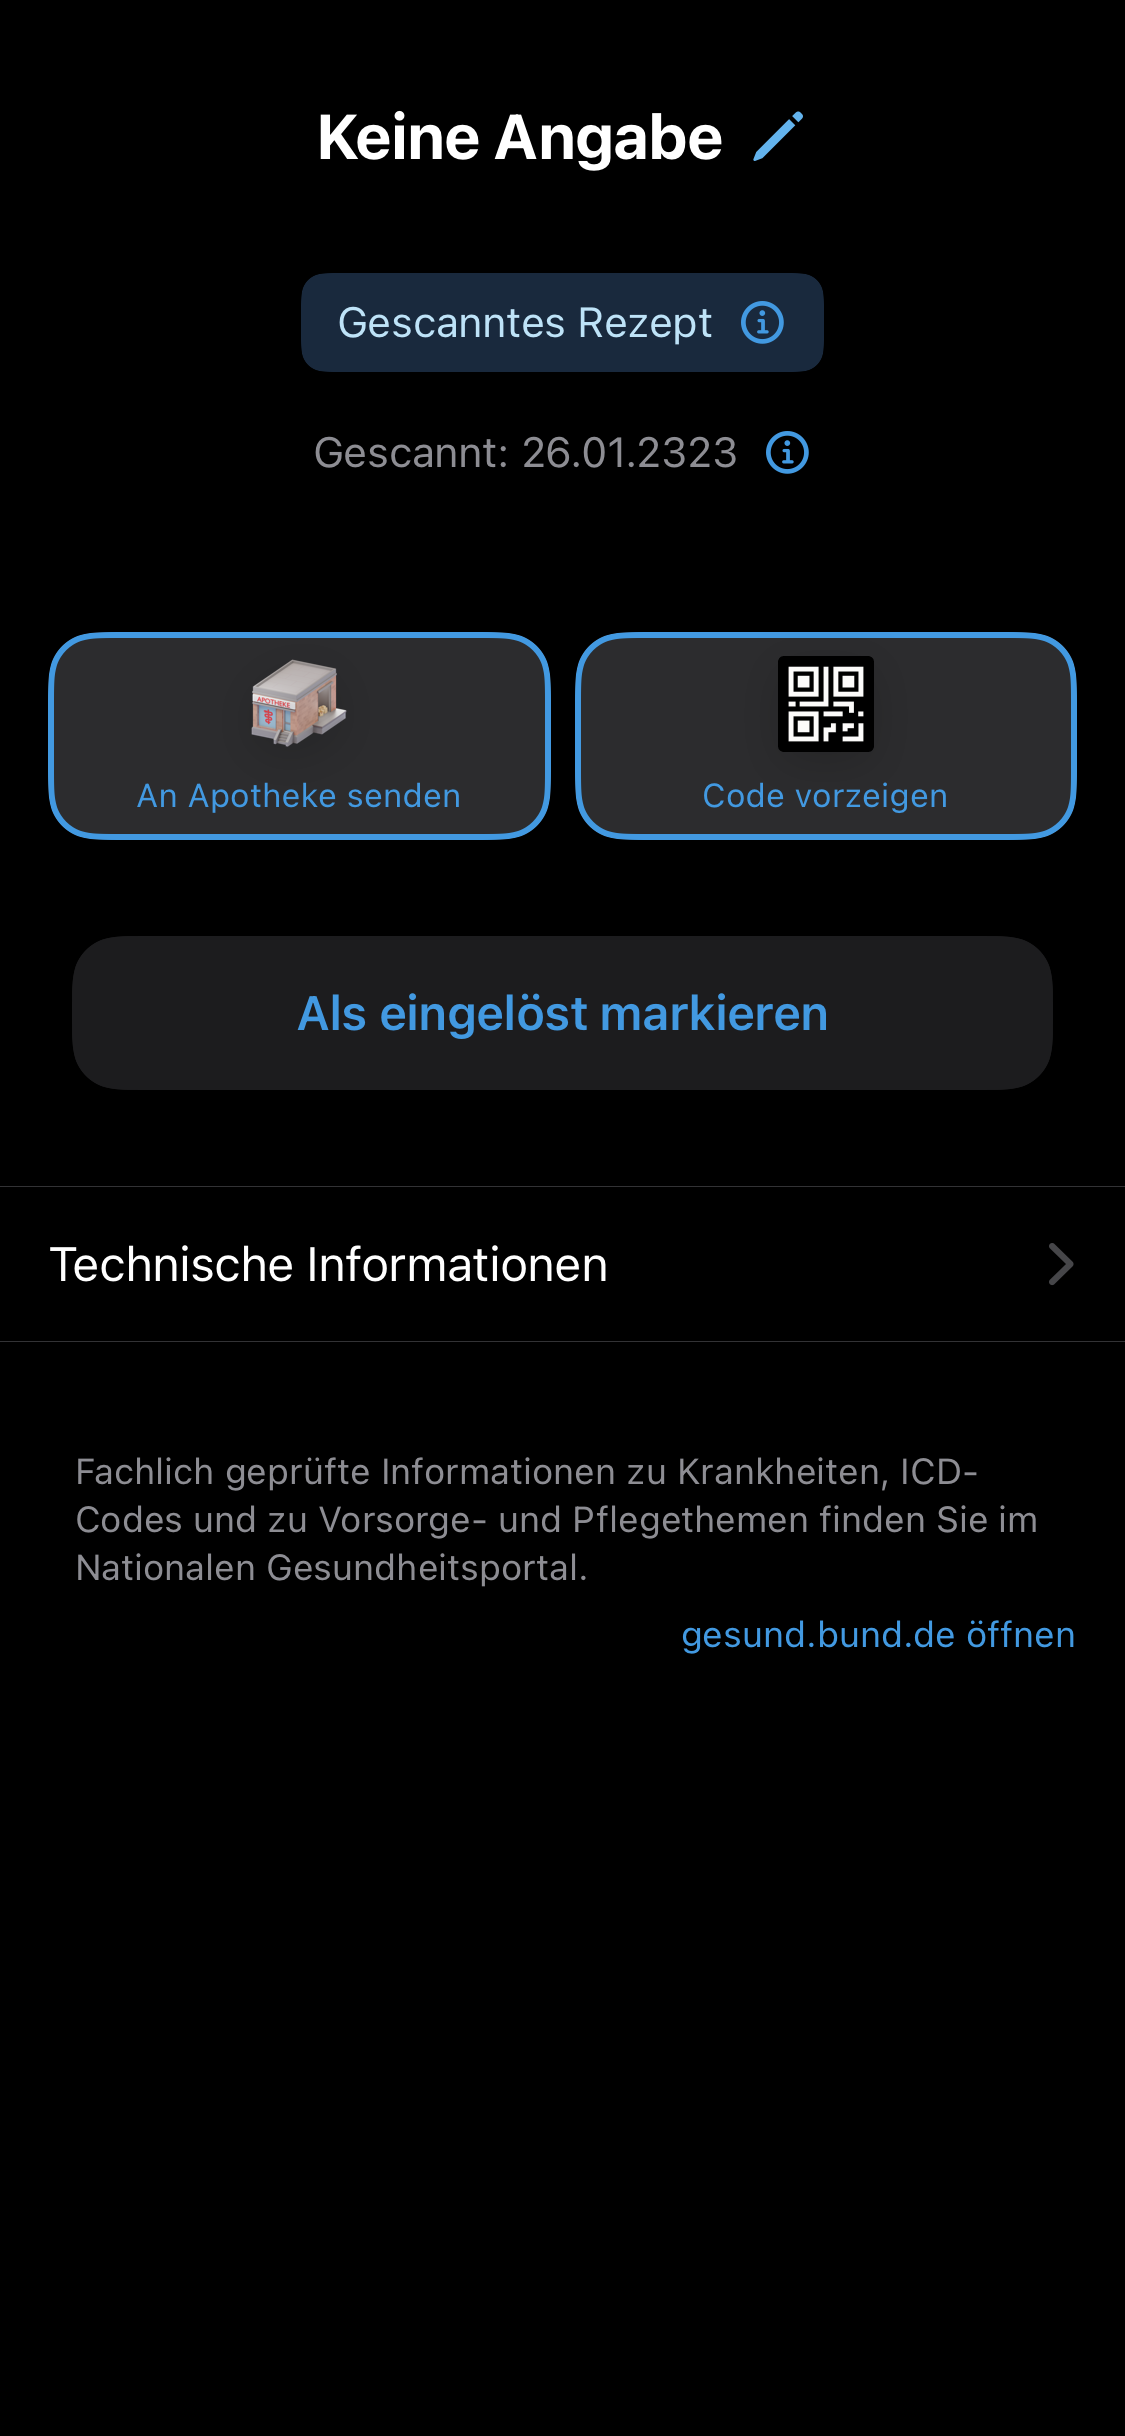 Keine Angabe
Gescanntes Rezept
Gescannt: 26.01.2323
APOTHEKE
An Apotheke senden
Code vorzeigen
Als eingelöst markieren
Technische Informationen
Fachlich geprüfte Informationen zu Krankheiten, ICD-
Codes und zu Vorsorge- und Pflegethemen finden Sie im
Nationalen Gesundheitsportal.
gesund.bund.de öffnen